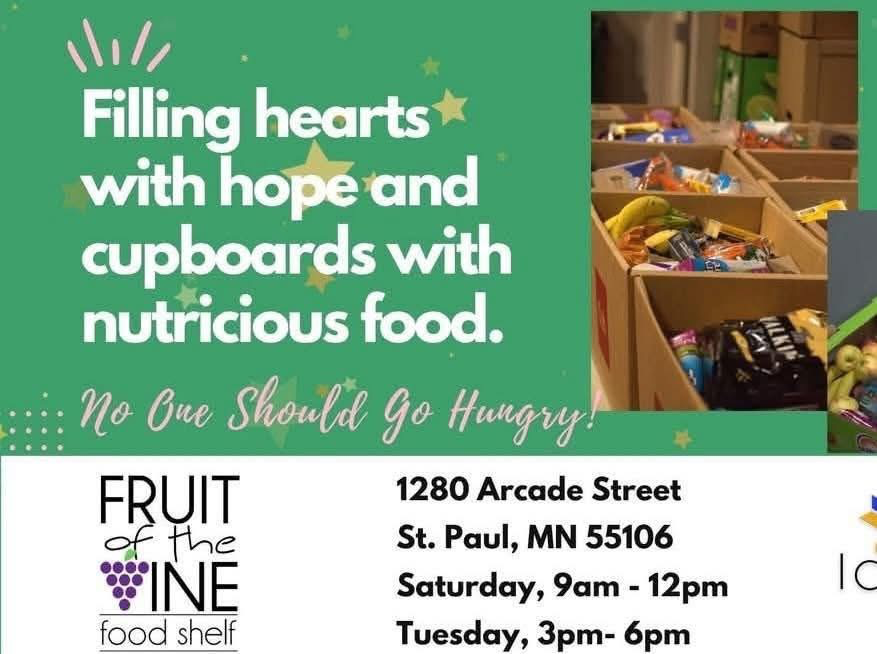 Filling hearts
with hope and
cupboards with
nutricious food.
No One Should Go Hungry!
FRUIT
of the
VINE
food shelf
1280 Arcade Street
St. Paul, MN 55106
Saturday, 9am - 12pm
Tuesday, 3pm- 6pm